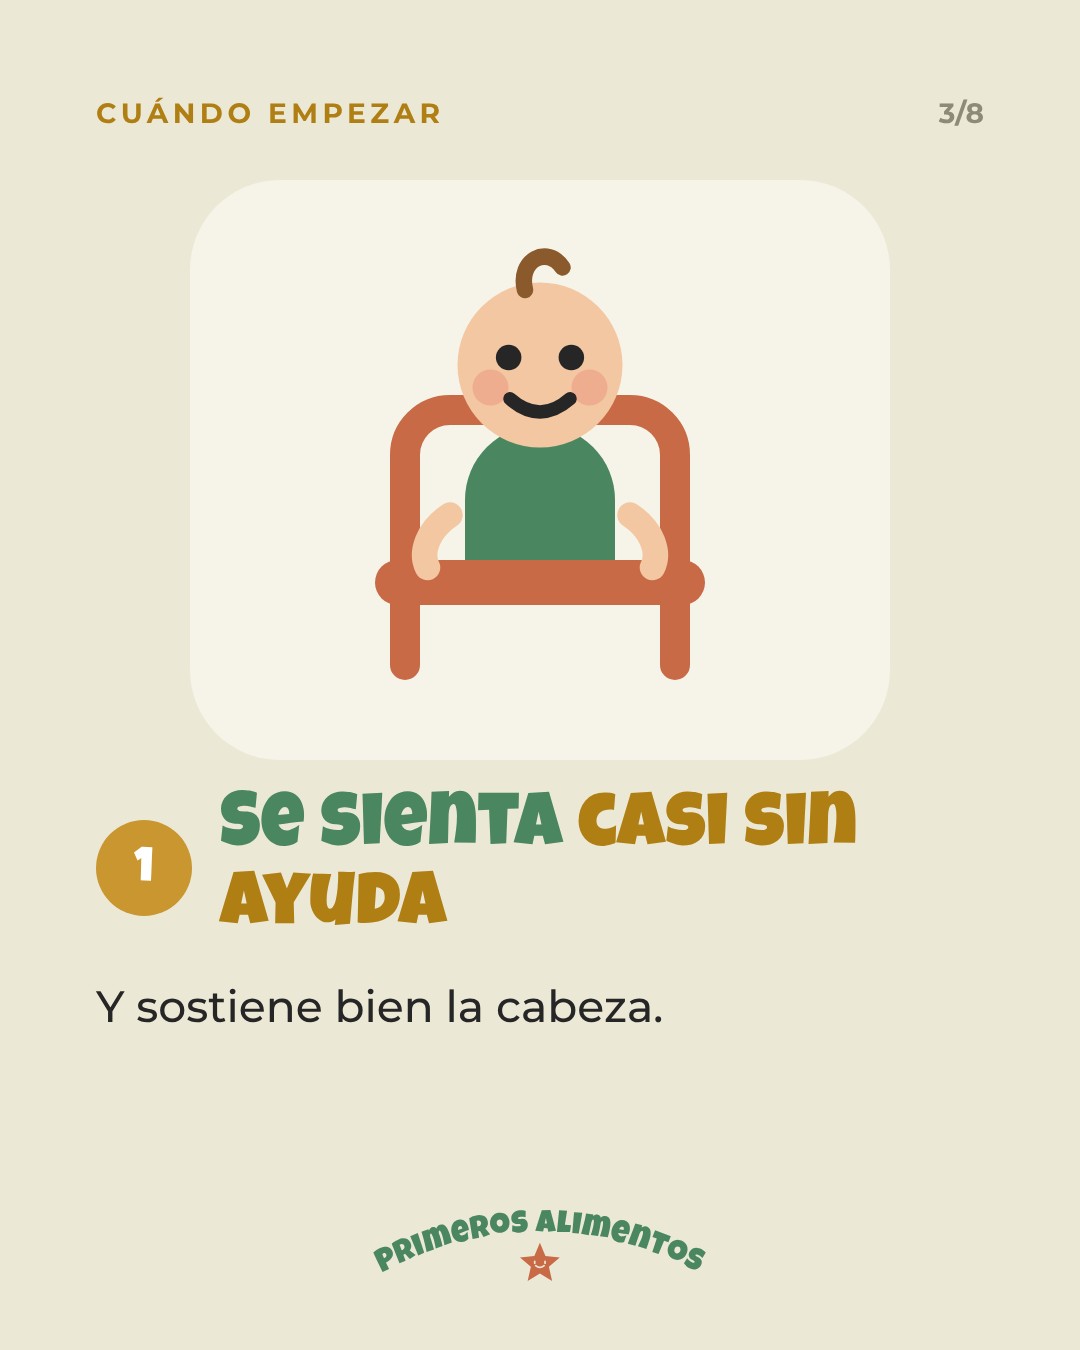 CUÁNDO EMPEZAR
3/8
1
Se sienta casi sin
ayuda
Y sostiene bien la cabeza.
Primeros Alimentos